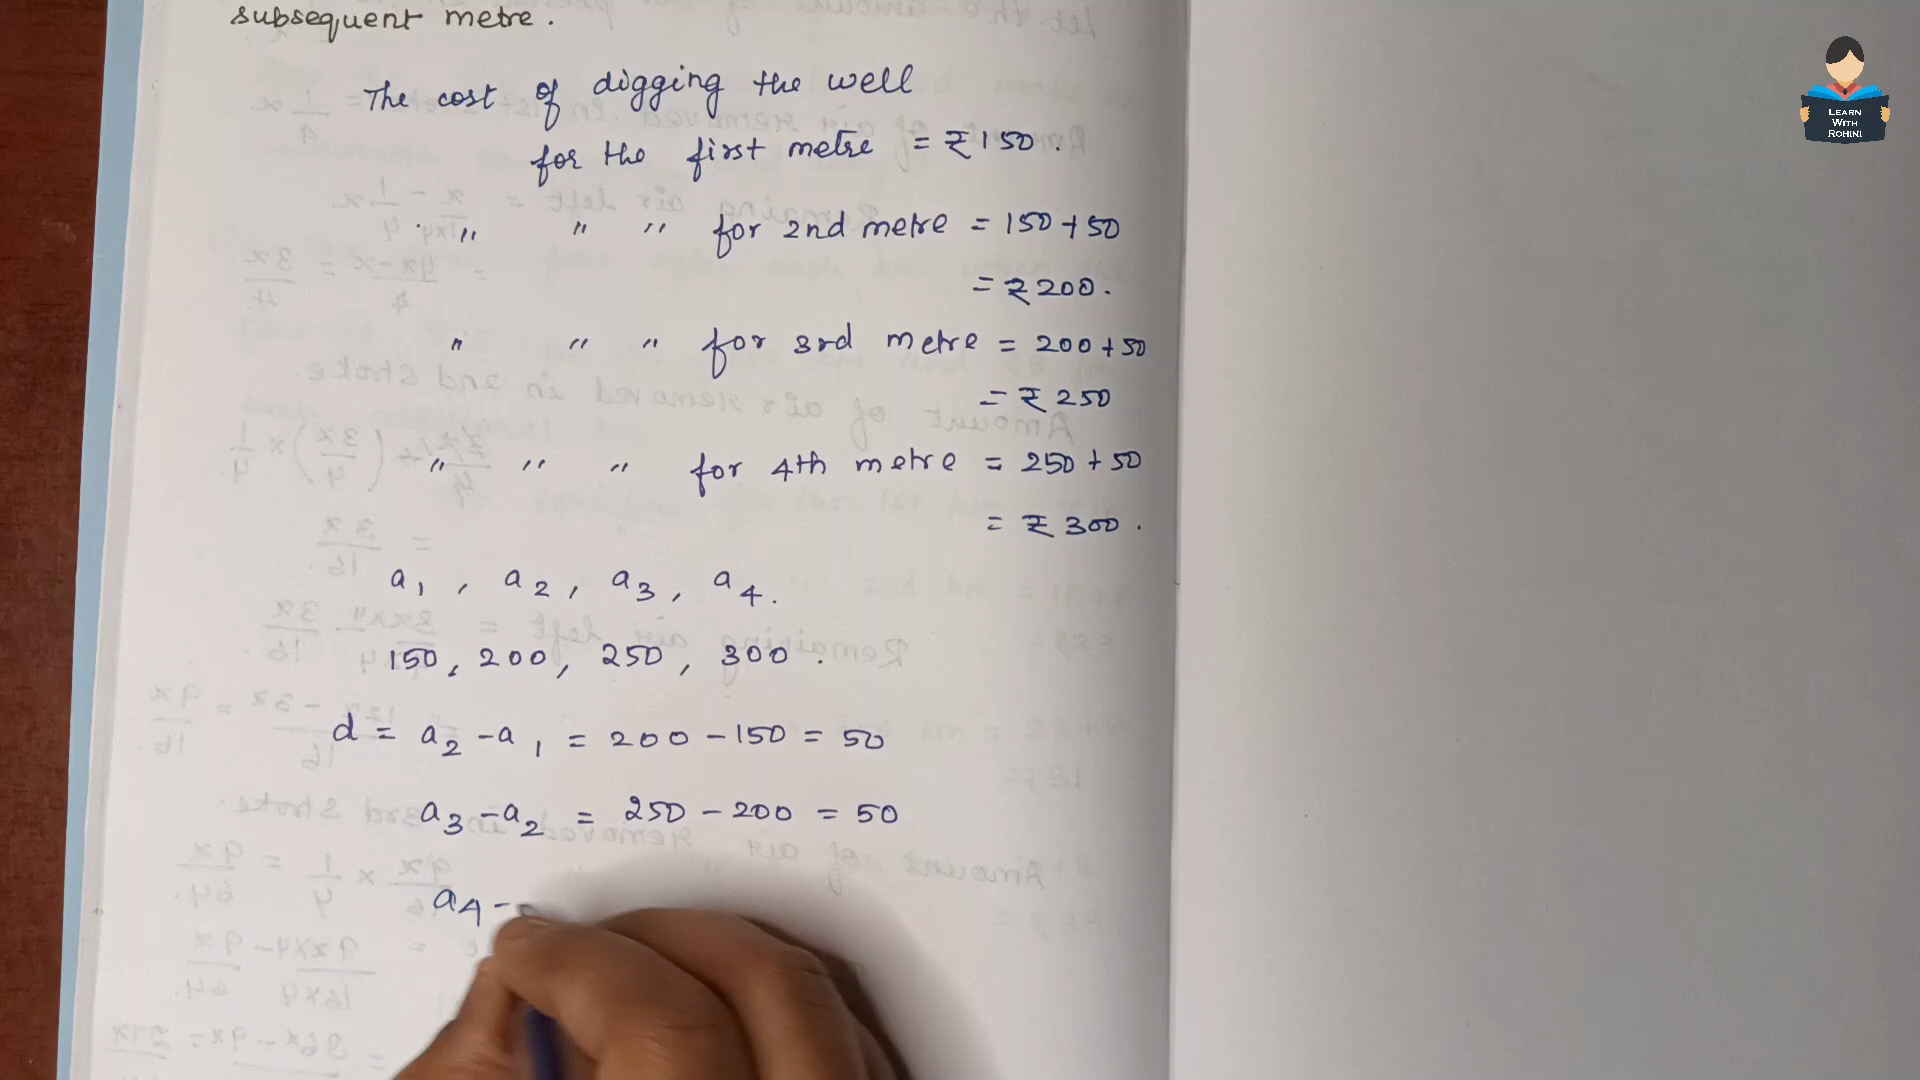 subsequent metre.
The cost of digging the well
for the first metre = ₹150.
" " " for 2nd metre = 150 + 50
= ₹200.
" " " for 3rd metre = 200 + 50
= ₹250
" " " for 4th metre = 250 + 50
= ₹300.
a1, a2, a3, a4.
150, 200, 250, 300.
d = a2 - a1 = 200 - 150 = 50
a3 - a2 = 250 - 200 = 50
a4 -
LEARN
WITH
ROHINI